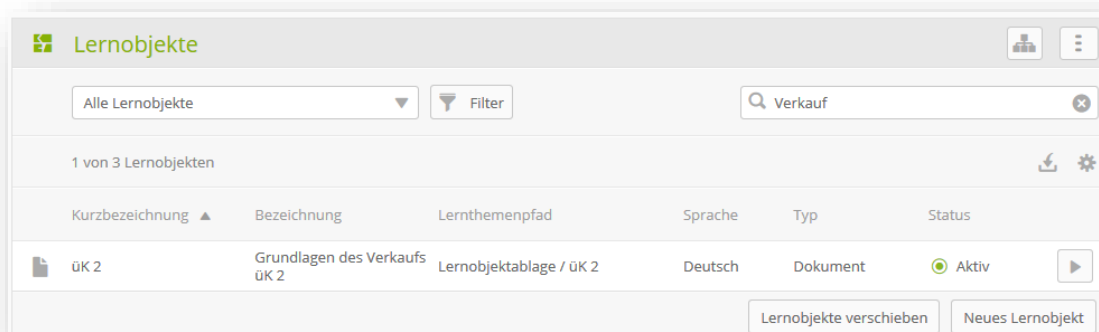 Lernobjekte
Alle Lernobjekte
Filter
Verkauf
1 von 3 Lernobjekten
Kurzbezeichnung Bezeichnung Lernthemenpfad Sprache Typ Status
üK 2 Grundlagen des Verkaufs üK 2 Lernobjektablage / üK 2 Deutsch Dokument Aktiv
Lernobjekte verschieben Neues Lernobjekt